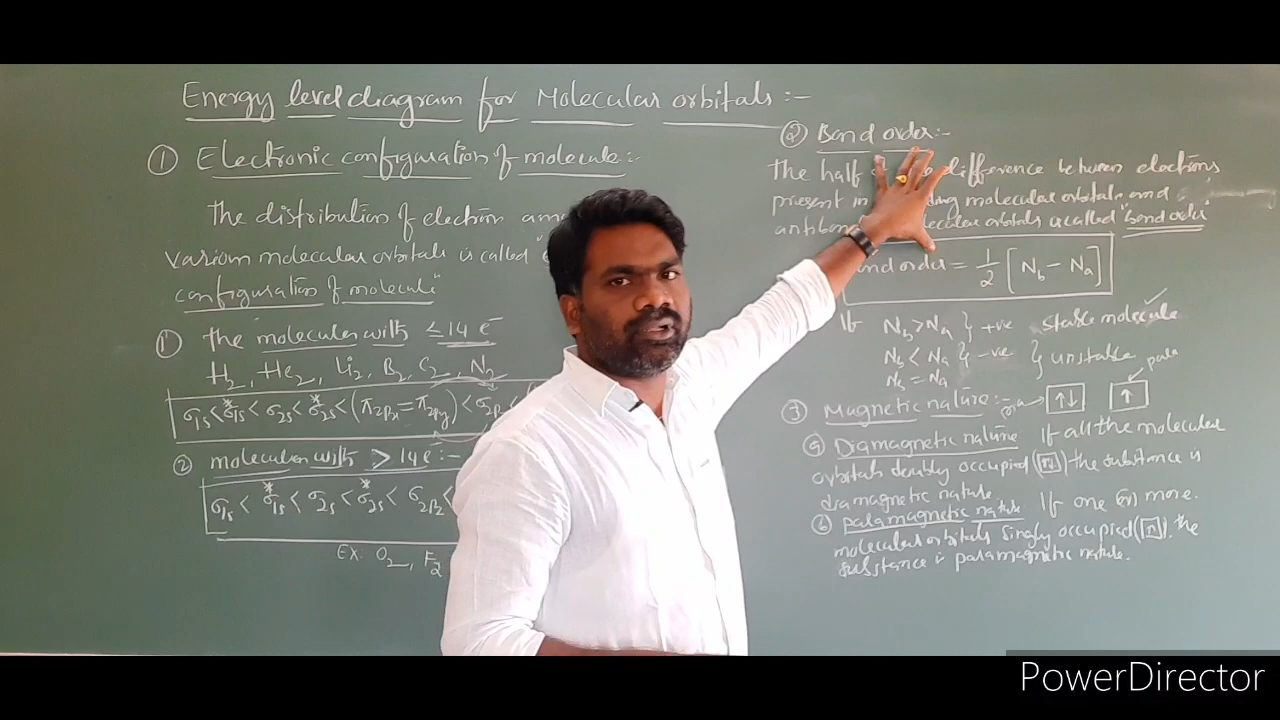 Energy level diagram for Molecular orbitals :-
① Electronic configuration of molecule :-
The distribution of electron
various molecular orbitals is called
configuration of molecule"
① the molecules with ≤ 14 e⁻
H₂, He₂, Li₂, B₂, C₂, N₂
σ1s < σ*1s < σ2s < σ*2s < (π2px = π2py) < σ2p
② molecules with > 14 e⁻ :-
σ1s < σ*1s < σ2s < σ*2s < σ2pz <
Ex: O₂, F₂
② Bond order :-
The half difference between electrons
present in molecular orbitals and
molecular orbitals is called "bond order"
order = 1/2 [Nb - Na]
If Nb > Na } +ve stable molecule ✓
Nb < Na } -ve } unstable para
Nb = Na
③ Magnetic nature :- → [↑↓] [↑]
a) Diamagnetic nature If all the molecular
orbitals doubly occupied ([↑↓]) the substance is
diamagnetic nature.
b) paramagnetic nature If one (or) more.
molecular orbitals singly occupied ([↑]). the
substance is paramagnetic nature.
PowerDirector